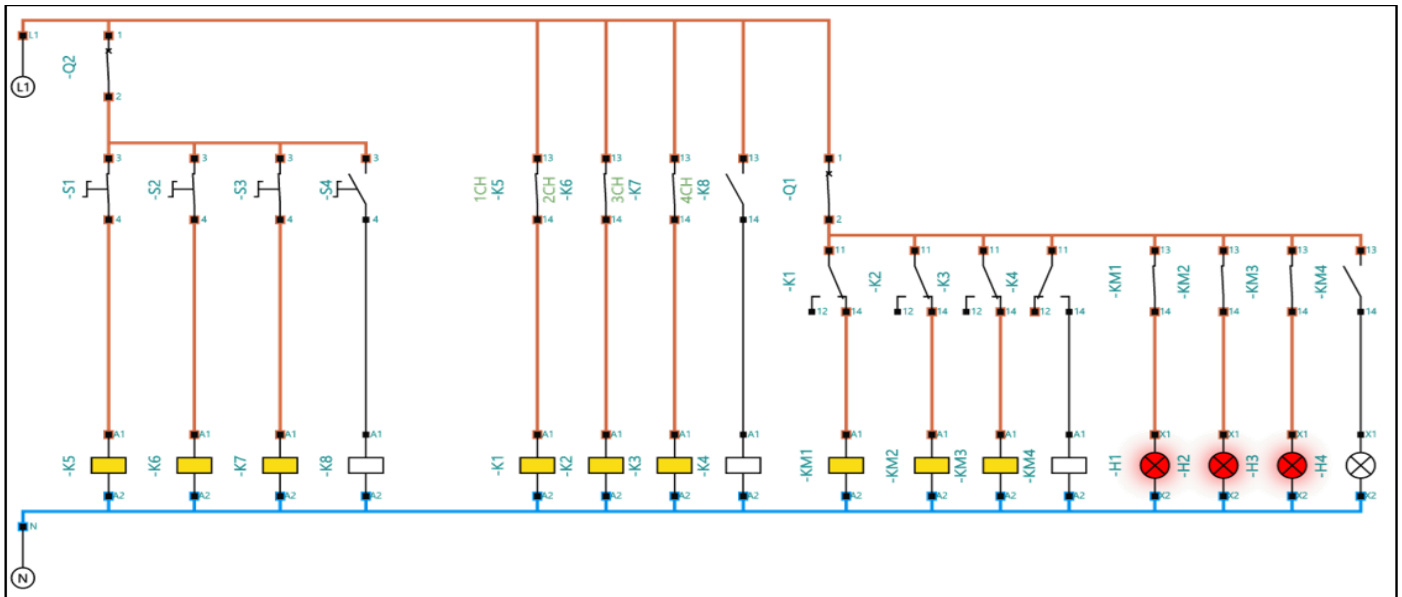 L1
L1
1
-Q2
2
3
3
3
3
-S1
-S2
-S3
-S4
4
4
4
4
13
13
13
13
1
1CH
-K5
2CH
-K6
3CH
-K7
4CH
-K8
-Q1
14
14
14
2
11
11
11
11
13
13
13
13
-K1
-K2
-K3
-K4
-KM1
-KM2
-KM3
-KM4
12
14
12
14
12
14
12
14
14
14
14
A1
A1
A1
A1
A1
A1
A1
A1
A1
A1
A1
A1
X1
X1
X1
X1
-K5
-K6
-K7
-K8
-K1
-K2
-K3
-K4
-KM1
-KM2
-KM3
-KM4
-H1
-H2
-H3
-H4
A2
A2
A2
A2
A2
A2
A2
A2
A2
A2
A2
A2
X2
X2
X2
X2
N
N